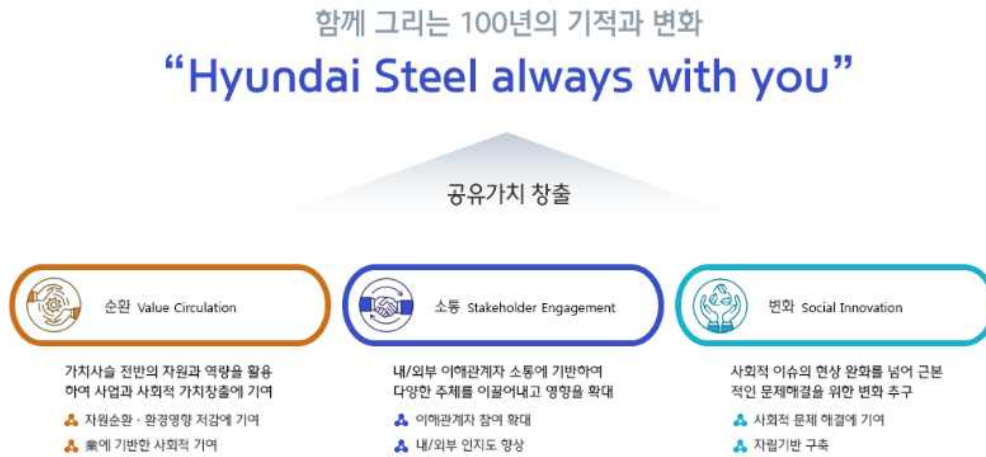 함께 그리는 100년의 기적과 변화
“Hyundai Steel always with you”
공유가치 창출
순환 Value Circulation
가치사슬 전반의 자원과 역량을 활용
하여 사업과 사회적 가치창출에 기여
자원순환 · 환경영향 저감에 기여
業에 기반한 사회적 기여
소통 Stakeholder Engagement
내/외부 이해관계자 소통에 기반하여
다양한 주체를 이끌어내고 영향을 확대
이해관계자 참여 확대
내/외부 인지도 향상
변화 Social Innovation
사회적 이슈의 현상 완화를 넘어 근본
적인 문제해결을 위한 변화 추구
사회적 문제 해결에 기여
자립기반 구축